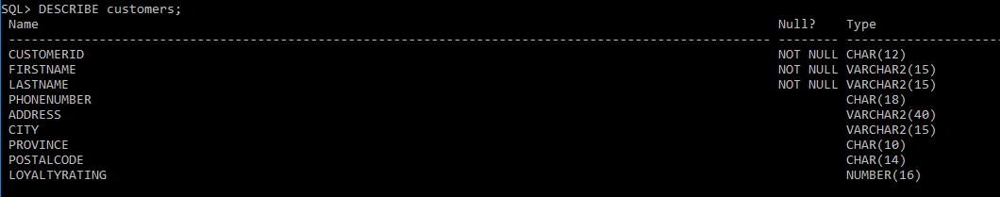 SQL> DESCRIBE customers;
Name Null? Type
----------------------------------------------------------------------------------------------------- -------- --------------------
CUSTOMERID NOT NULL CHAR(12)
FIRSTNAME NOT NULL VARCHAR2(15)
LASTNAME NOT NULL VARCHAR2(15)
PHONENUMBER CHAR(18)
ADDRESS VARCHAR2(40)
CITY VARCHAR2(15)
PROVINCE CHAR(10)
POSTALCODE CHAR(14)
LOYALTYRATING NUMBER(16)